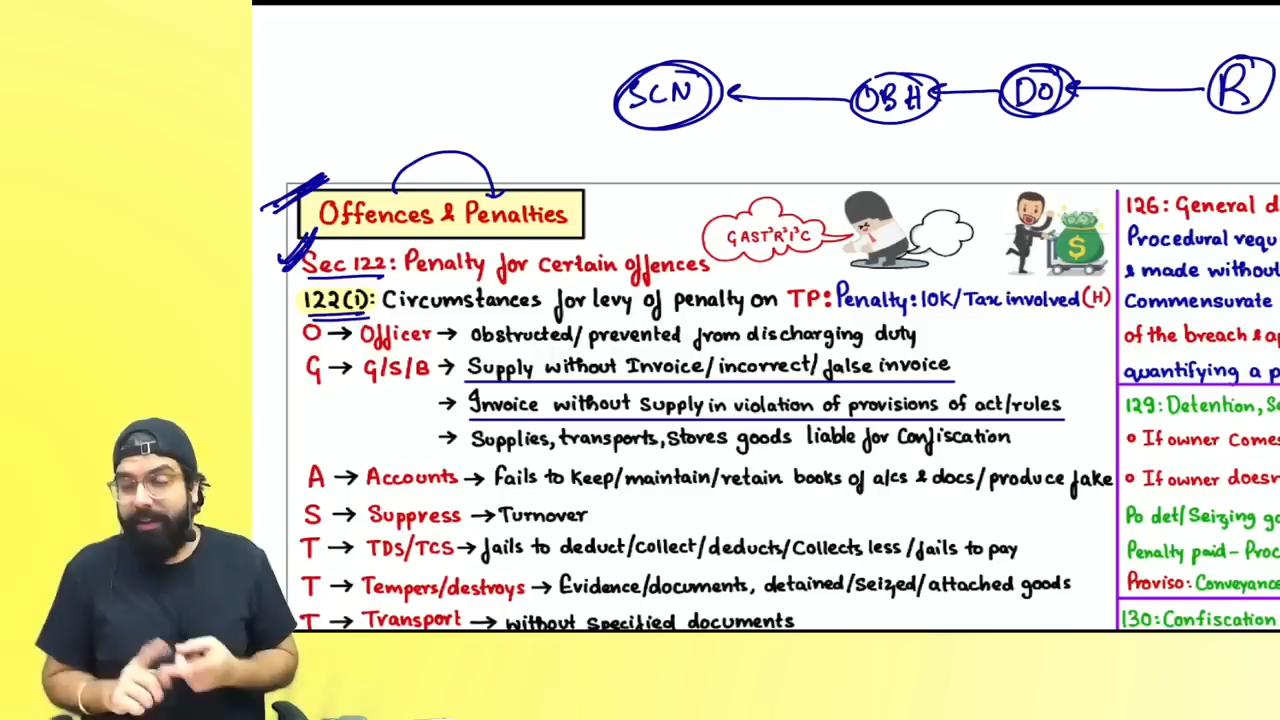 SCN ← OBH ← DO ← R
Offences & Penalties
GAST³R²I³C
$
Sec 122: Penalty for Certain offences
122(1): Circumstances for levy of penalty on TP: Penalty: 10K/Tax involved (H)
O → Officer → Obstructed/prevented from discharging duty
G → G/S/B → Supply without Invoice/incorrect/false invoice
→ Invoice without Supply in violation of provisions of act/rules
→ Supplies, transports, Stores goods liable for Confiscation
A → Accounts → Fails to Keep/maintain/retain books of a/cs & docs/produce fake
S → Suppress → Turnover
T → TDS/TCS → fails to deduct/collect/deducts/Collects less/fails to pay
T → Tempers/destroys → Evidence/documents, detained/Seized/attached goods
T → Transport → without specified documents
126: General d
Procedural requ
& made without
Commensurate
of the breach & ap
quantifying a p
129: Detention, Se
• If owner Comes
• If owner doesn
Po det/Seizing go
Penalty paid - Proc
Proviso: Conveyance
130: Confiscation